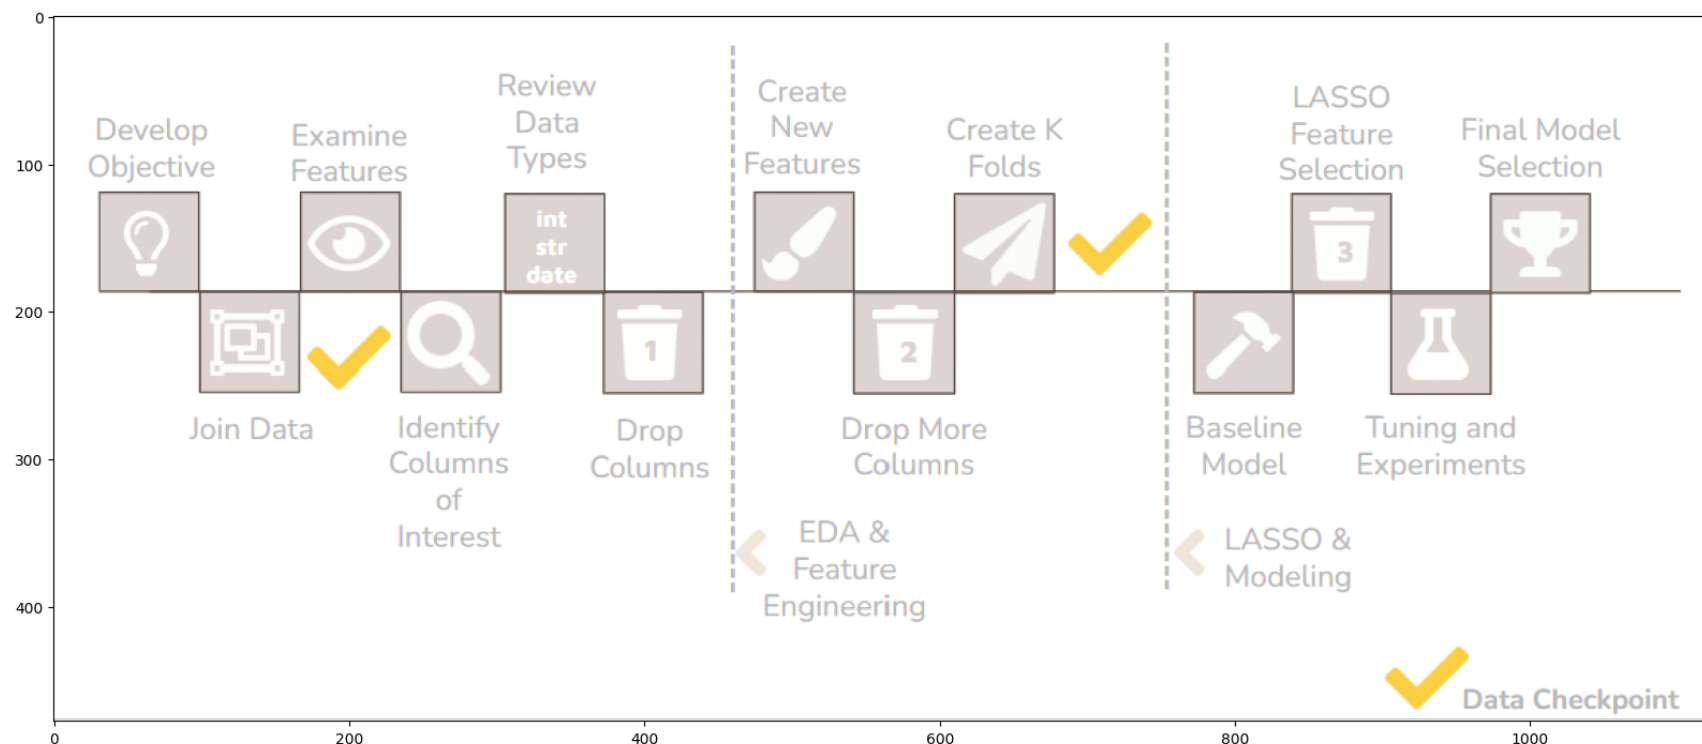 0
100
200
300
400
Develop
Objective
Join Data
Examine
Features
Identify
Columns
of
Interest
Review
Data
Types
int
str
date
Drop
Columns
1
Create
New
Features
Drop More
Columns
2
Create K
Folds
EDA &
Feature
Engineering
Baseline
Model
LASSO
Feature
Selection
3
Tuning and
Experiments
Final Model
Selection
LASSO &
Modeling
Data Checkpoint
0
200
400
600
800
1000